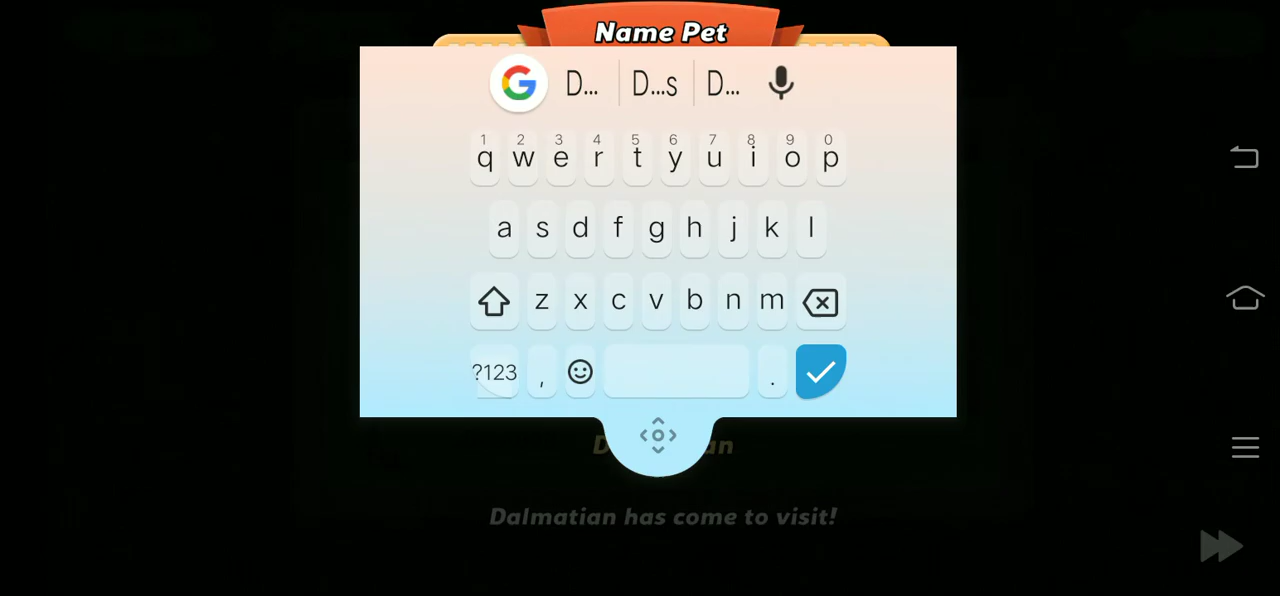 Name Pet
D... D...s D...
1 2 3 4 5 6 7 8 9 0
q w e r t y u i o p
a s d f g h j k l
z x c v b n m
?123 , .
Dalmatian has come to visit!